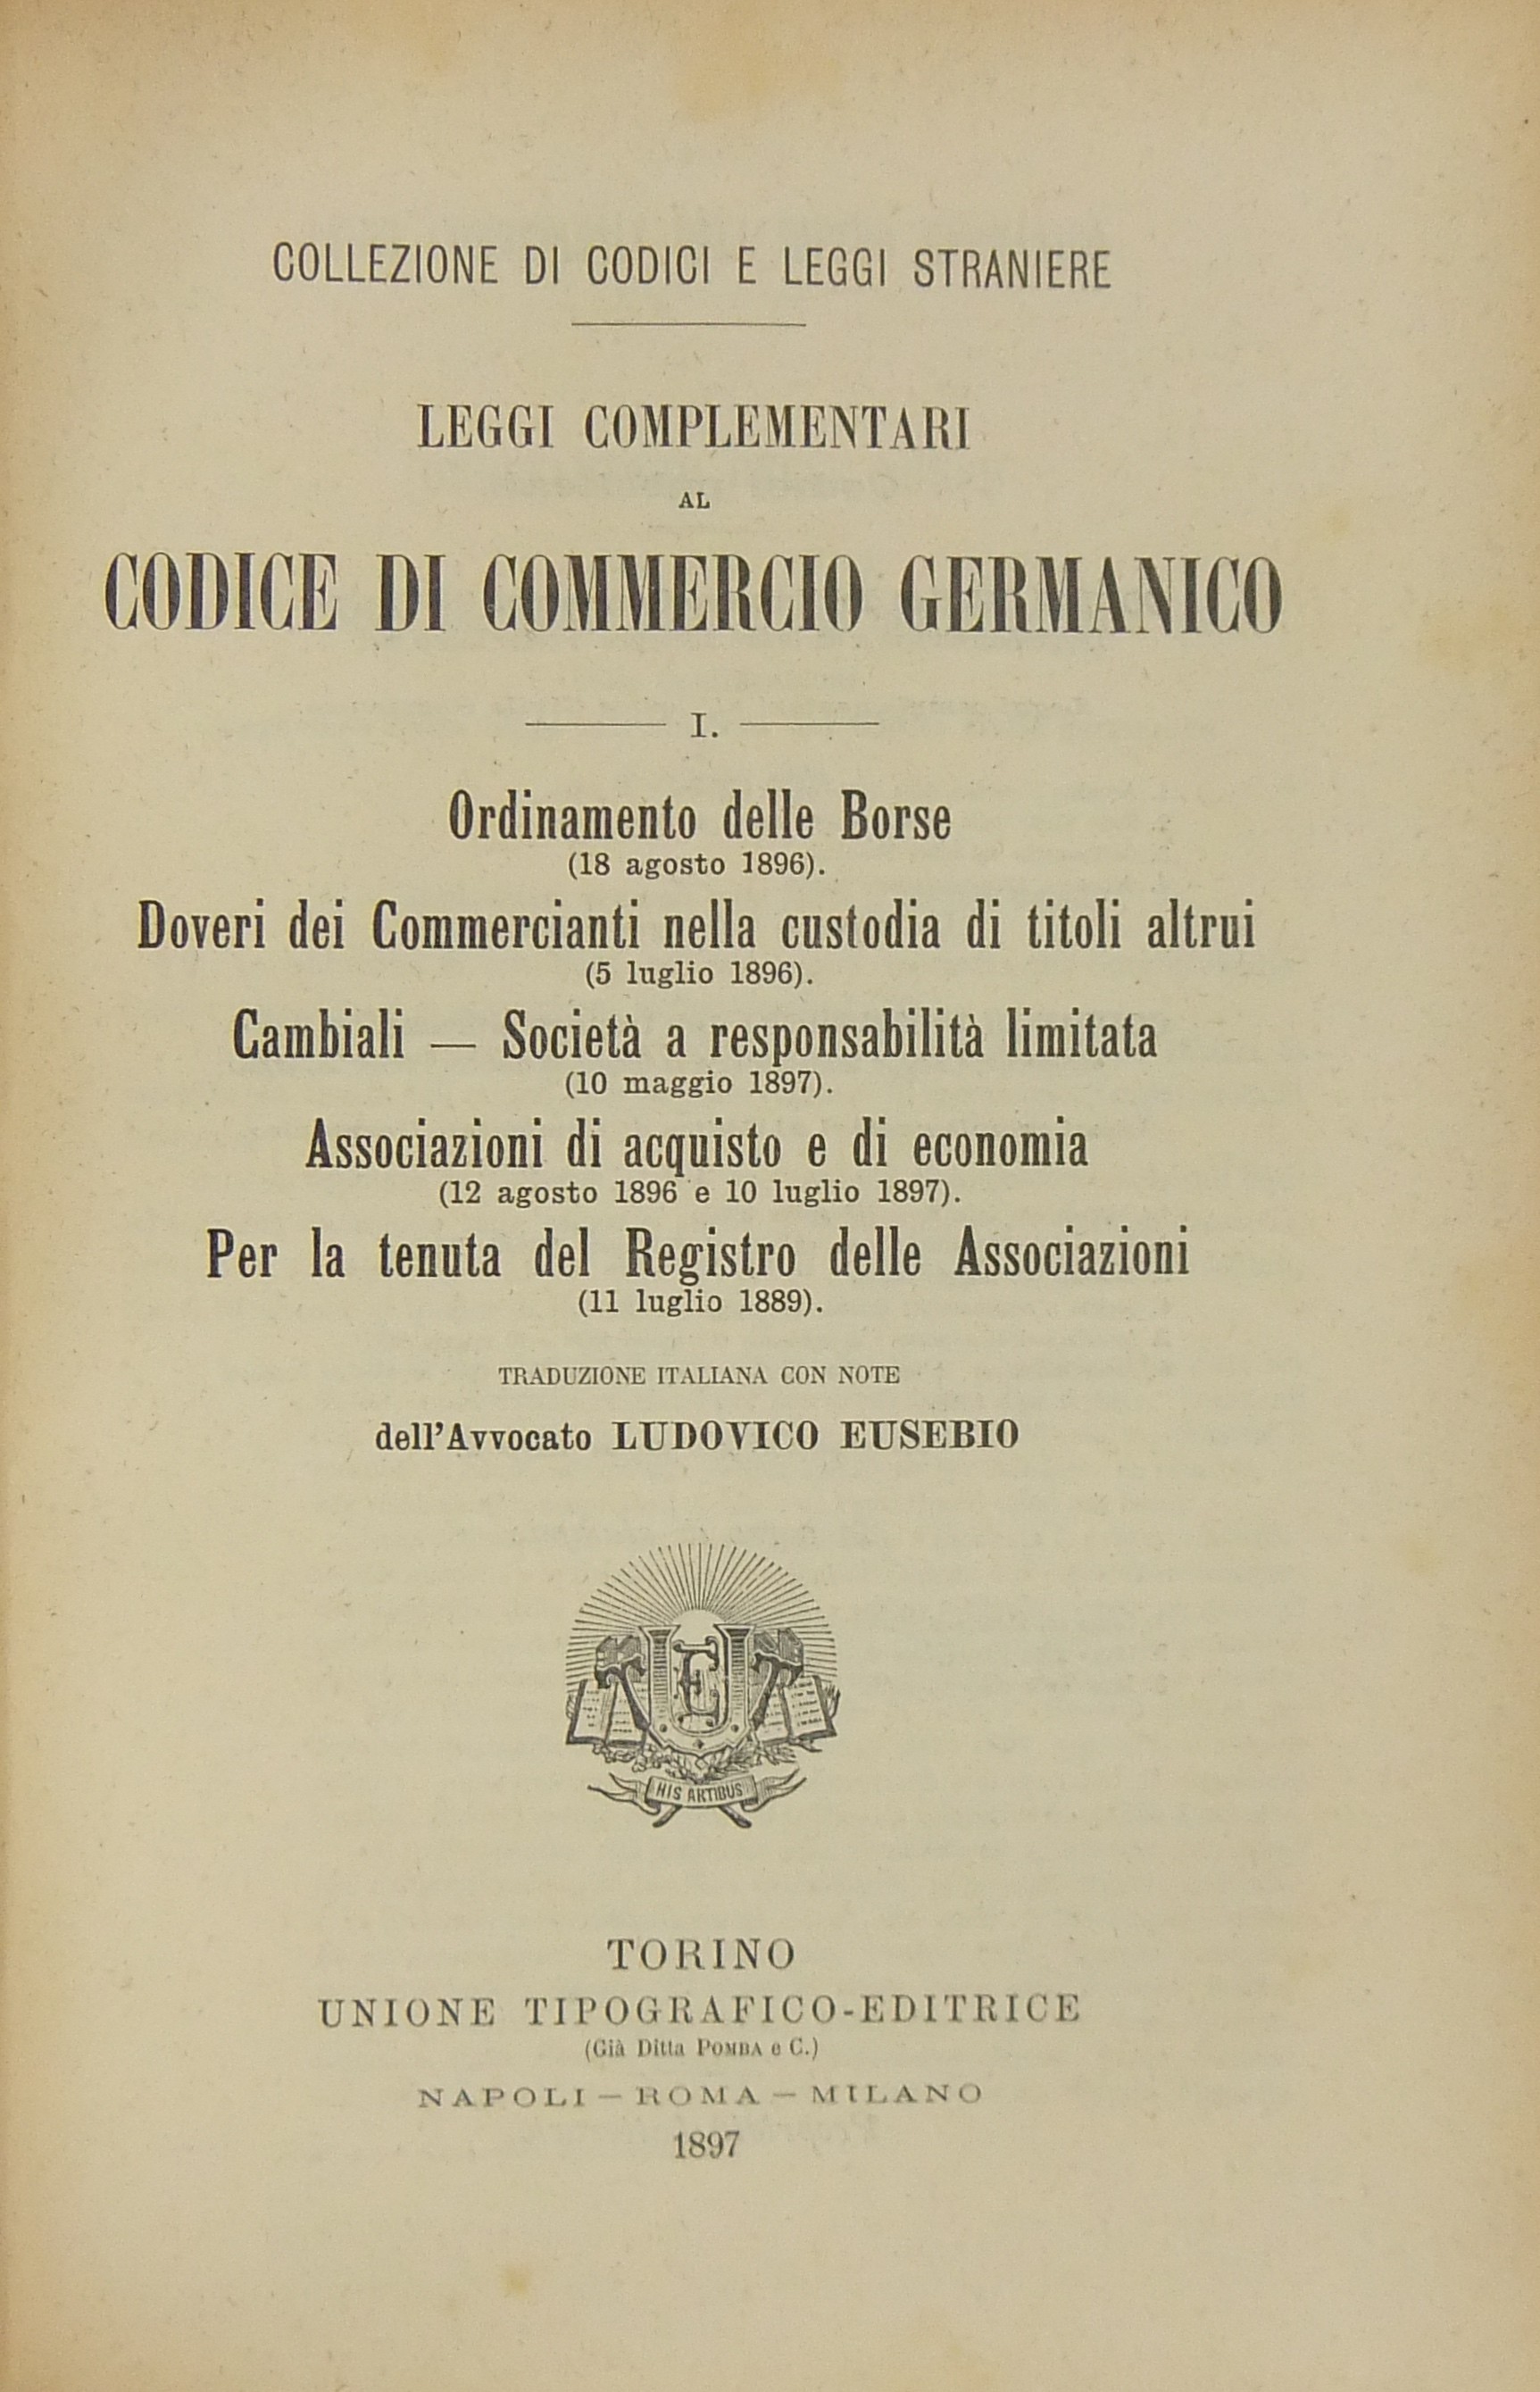 COLLEZIONE DI CODICI E LEGGI STRANIERE
LEGGI COMPLEMENTARI
AL
CODICE DI COMMERCIO GERMANICO
I.
Ordinamento delle Borse
(18 agosto 1896).
Doveri dei Commercianti nella custodia di titoli altrui
(5 luglio 1896).
Cambiali — Società a responsabilità limitata
(10 maggio 1897).
Associazioni di acquisto e di economia
(12 agosto 1896 e 10 luglio 1897).
Per la tenuta del Registro delle Associazioni
(11 luglio 1889).
TRADUZIONE ITALIANA CON NOTE
dell'Avvocato LUDOVICO EUSEBIO
UTE
HIS ARTIBUS
TORINO
UNIONE TIPOGRAFICO-EDITRICE
(Già Ditta POMBA e C.)
NAPOLI — ROMA — MILANO
1897